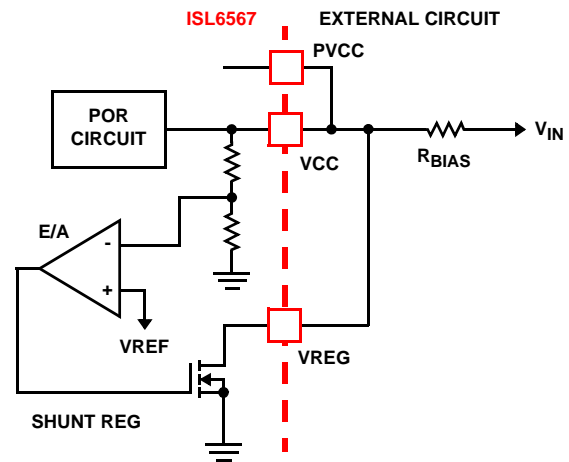 ISL6567
EXTERNAL CIRCUIT
PVCC
POR
CIRCUIT
VCC
RBIAS
VIN
E/A
-
+
VREF
VREG
SHUNT REG